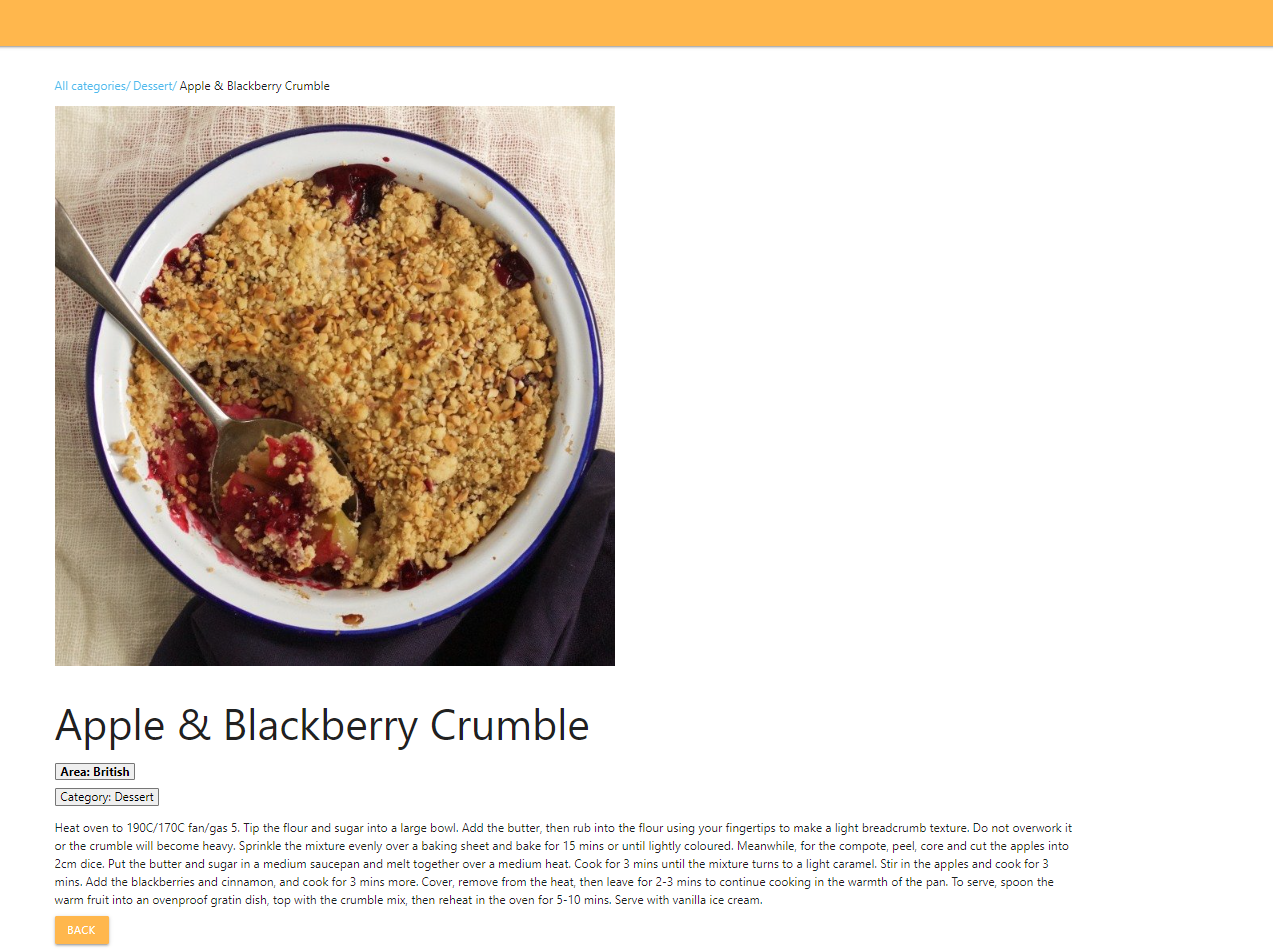 All categories/ Dessert/ Apple & Blackberry Crumble
Apple & Blackberry Crumble
Area: British
Category: Dessert
Heat oven to 190C/170C fan/gas 5. Tip the flour and sugar into a large bowl. Add the butter, then rub into the flour using your fingertips to make a light breadcrumb texture. Do not overwork it
or the crumble will become heavy. Sprinkle the mixture evenly over a baking sheet and bake for 15 mins or until lightly coloured. Meanwhile, for the compote, peel, core and cut the apples into
2cm dice. Put the butter and sugar in a medium saucepan and melt together over a medium heat. Cook for 3 mins until the mixture turns to a light caramel. Stir in the apples and cook for 3
mins. Add the blackberries and cinnamon, and cook for 3 mins more. Cover, remove from the heat, then leave for 2-3 mins to continue cooking in the warmth of the pan. To serve, spoon the
warm fruit into an ovenproof gratin dish, top with the crumble mix, then reheat in the oven for 5-10 mins. Serve with vanilla ice cream.
BACK